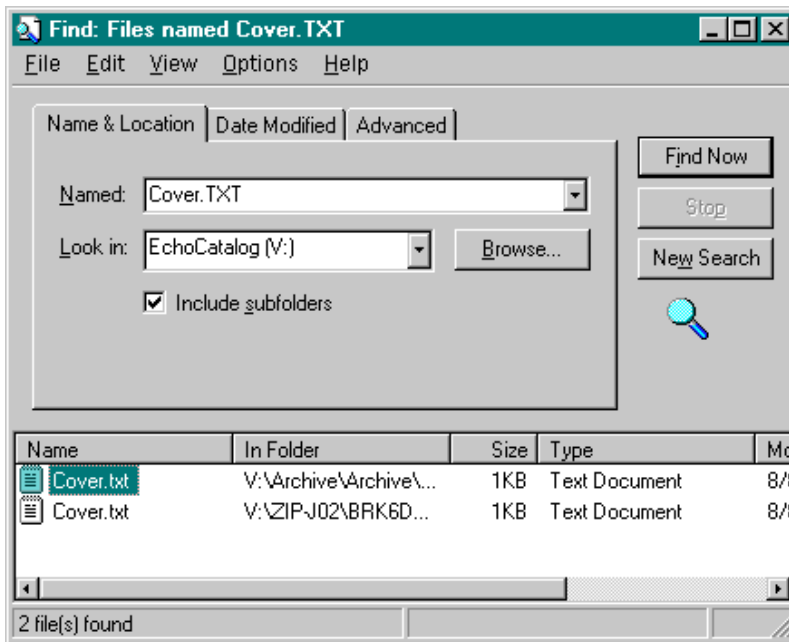 Find: Files named Cover.TXT
File Edit View Options Help
Name & Location Date Modified Advanced
Find Now
Named: Cover.TXT
Stop
Look in: EchoCatalog (V:) Browse...
New Search
Include subfolders
Name In Folder Size Type
Cover.txt V:\Archive\Archive\... 1KB Text Document
Cover.txt V:\ZIP-J02\BRK6D... 1KB Text Document
2 file(s) found